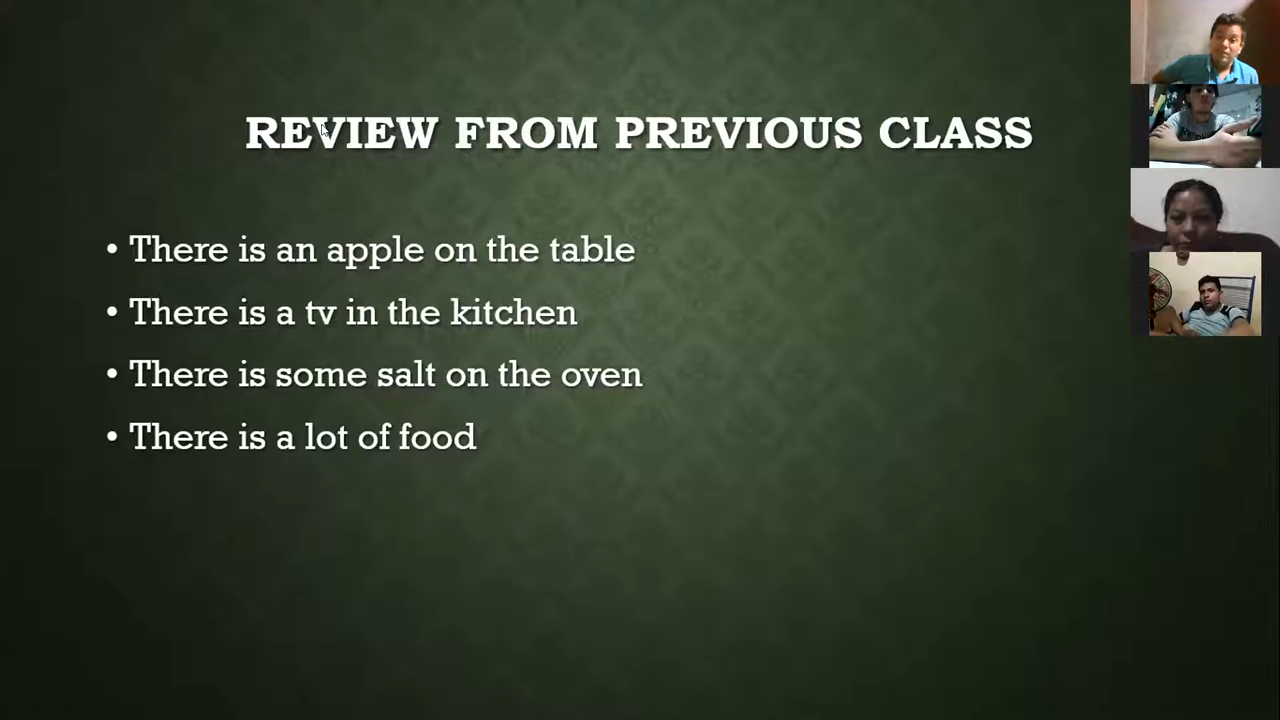 REVIEW FROM PREVIOUS CLASS
• There is an apple on the table
• There is a tv in the kitchen
• There is some salt on the oven
• There is a lot of food